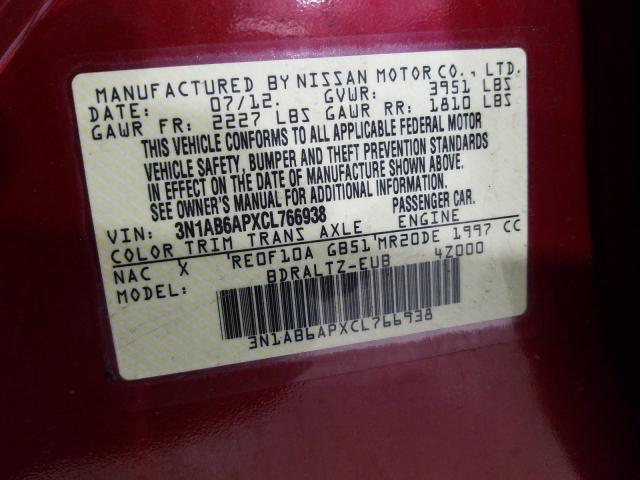 MANUFACTURED BY NISSAN MOTOR CO., LTD.
DATE: 07/12. GVWR: 3951 LBS
GAWR FR: 2227 LBS GAWR RR: 1810 LBS
THIS VEHICLE CONFORMS TO ALL APPLICABLE FEDERAL MOTOR
VEHICLE SAFETY, BUMPER AND THEFT PREVENTION STANDARDS
IN EFFECT ON THE DATE OF MANUFACTURE SHOWN ABOVE.
SEE OWNER'S MANUAL FOR ADDITIONAL INFORMATION.
VIN: 3N1AB6APXCL766938 PASSENGER CAR.
COLOR TRIM TRANS AXLE ENGINE
NAC X RE0F10A GB51 MR20DE 1997 CC
MODEL: BDRALTZ-EUB 4Z000
3N1AB6APXCL766938